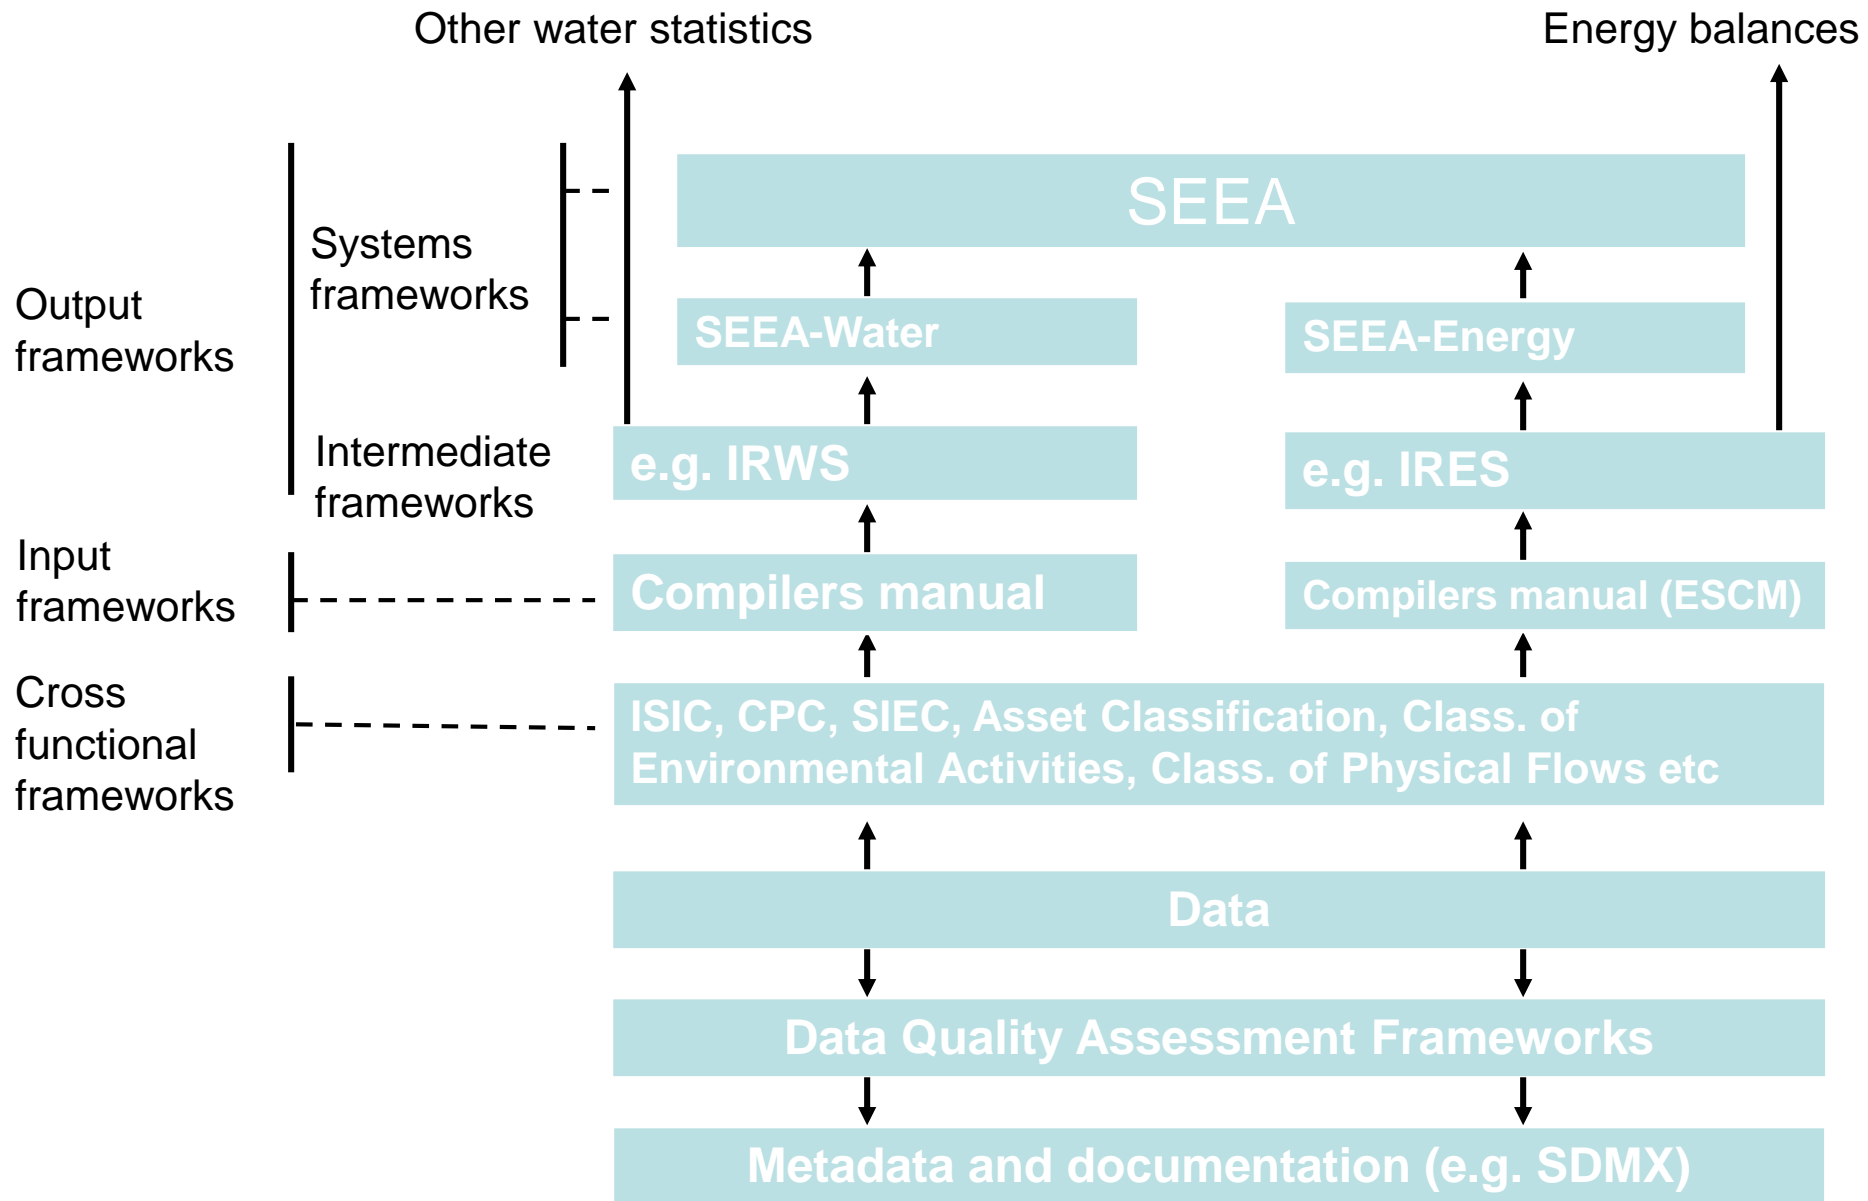 Other water statistics
Energy balances
SEEA
Systems
frameworks
Output
frameworks
SEEA-Water
SEEA-Energy
Intermediate
frameworks
e.g. IRWS
e.g. IRES
Input
frameworks
Compilers manual
Compilers manual (ESCM)
Cross
functional
frameworks
ISIC, CPC, SIEC, Asset Classification, Class. of
Environmental Activities, Class. of Physical Flows etc
Data
Data Quality Assessment Frameworks
Metadata and documentation (e.g. SDMX)